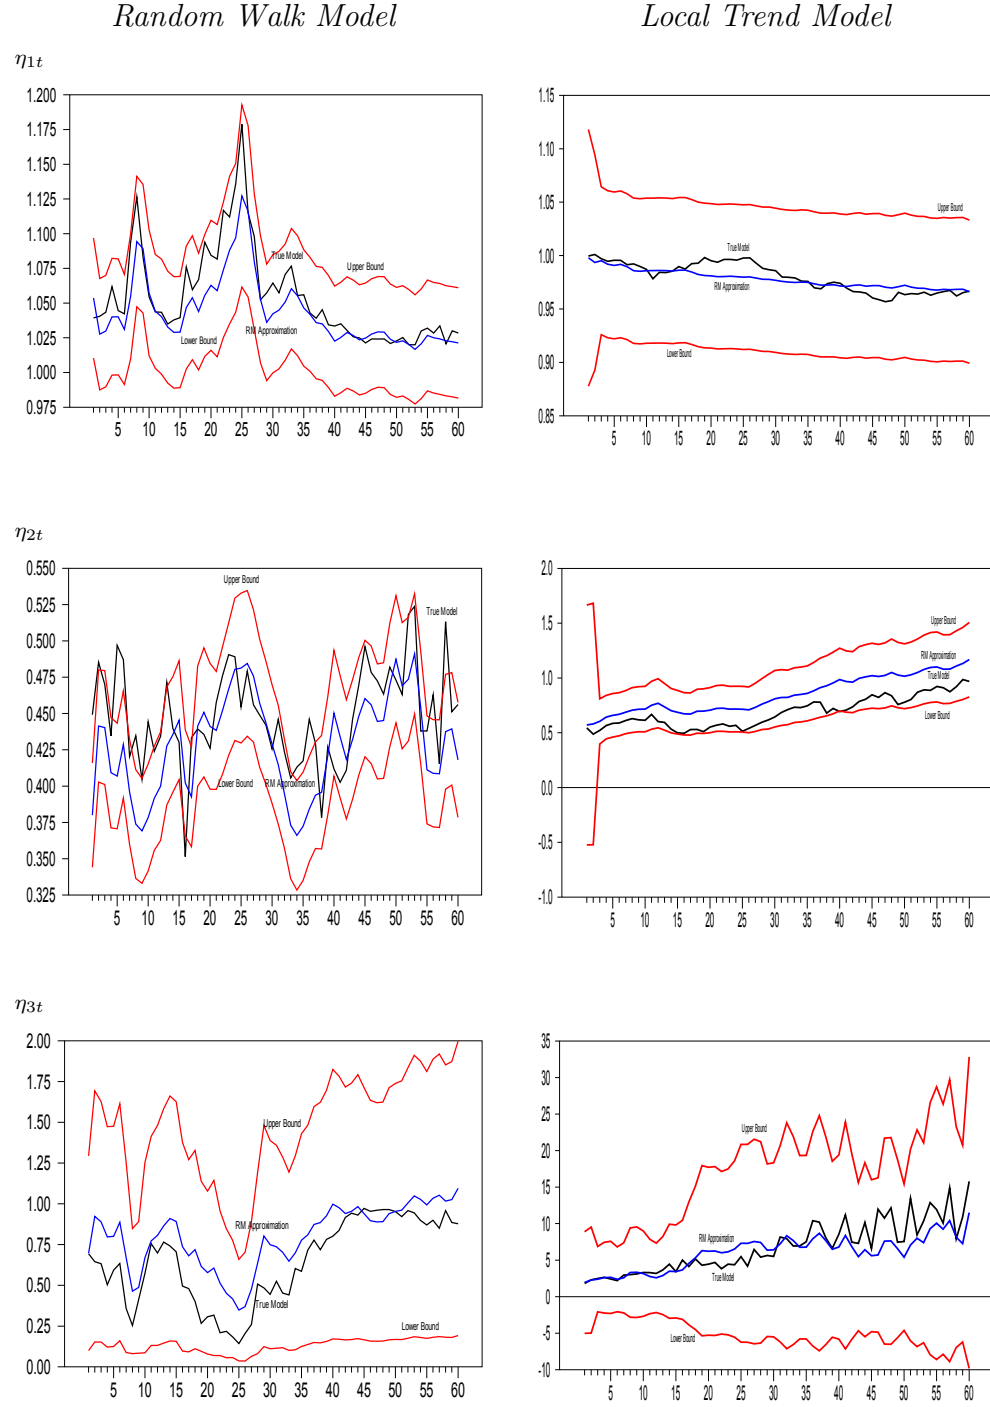 Random Walk Model Local Trend Model
η1t
1.200
1.175
1.150
1.125
1.100
1.075
1.050
1.025
1.000
0.975
True Model
Upper Bound
RM Approximation
Lower Bound
5 10 15 20 25 30 35 40 45 50 55 60
1.15
1.10
1.05
1.00
0.95
0.90
0.85
Upper Bound
True Model
RM Approximation
Lower Bound
5 10 15 20 25 30 35 40 45 50 55 60
η2t
0.550
0.525
0.500
0.475
0.450
0.425
0.400
0.375
0.350
0.325
Upper Bound
True Model
Lower Bound RM Approximation
5 10 15 20 25 30 35 40 45 50 55 60
2.0
1.5
1.0
0.5
0.0
-0.5
-1.0
Upper Bound
RM Approximation
True Model
Lower Bound
5 10 15 20 25 30 35 40 45 50 55 60
η3t
2.00
1.75
1.50
1.25
1.00
0.75
0.50
0.25
0.00
Upper Bound
RM Approximation
True Model
Lower Bound
5 10 15 20 25 30 35 40 45 50 55 60
35
30
25
20
15
10
5
0
-5
-10
Upper Bound
RM Approximation
True Model
Lower Bound
5 10 15 20 25 30 35 40 45 50 55 60